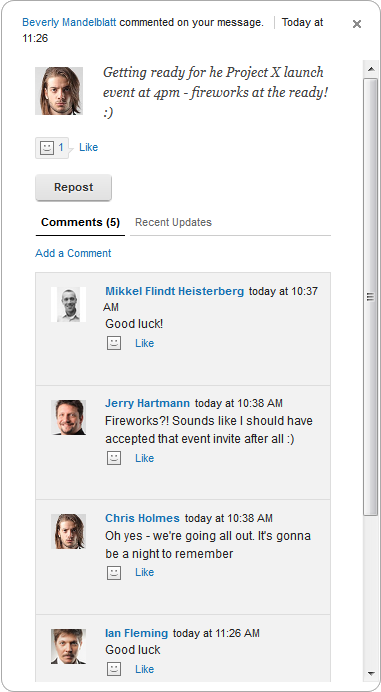 Beverly Mandelblatt commented on your message. Today at
11:26
Getting ready for he Project X launch
event at 4pm - fireworks at the ready!
:)
1 Like
Repost
Comments (5) Recent Updates
Add a Comment
Mikkel Flindt Heisterberg today at 10:37
AM
Good luck!
Like
Jerry Hartmann today at 10:38 AM
Fireworks?! Sounds like I should have
accepted that event invite after all :)
Like
Chris Holmes today at 10:38 AM
Oh yes - we're going all out. It's gonna
be a night to remember
Like
Ian Fleming today at 11:26 AM
Good luck
Like